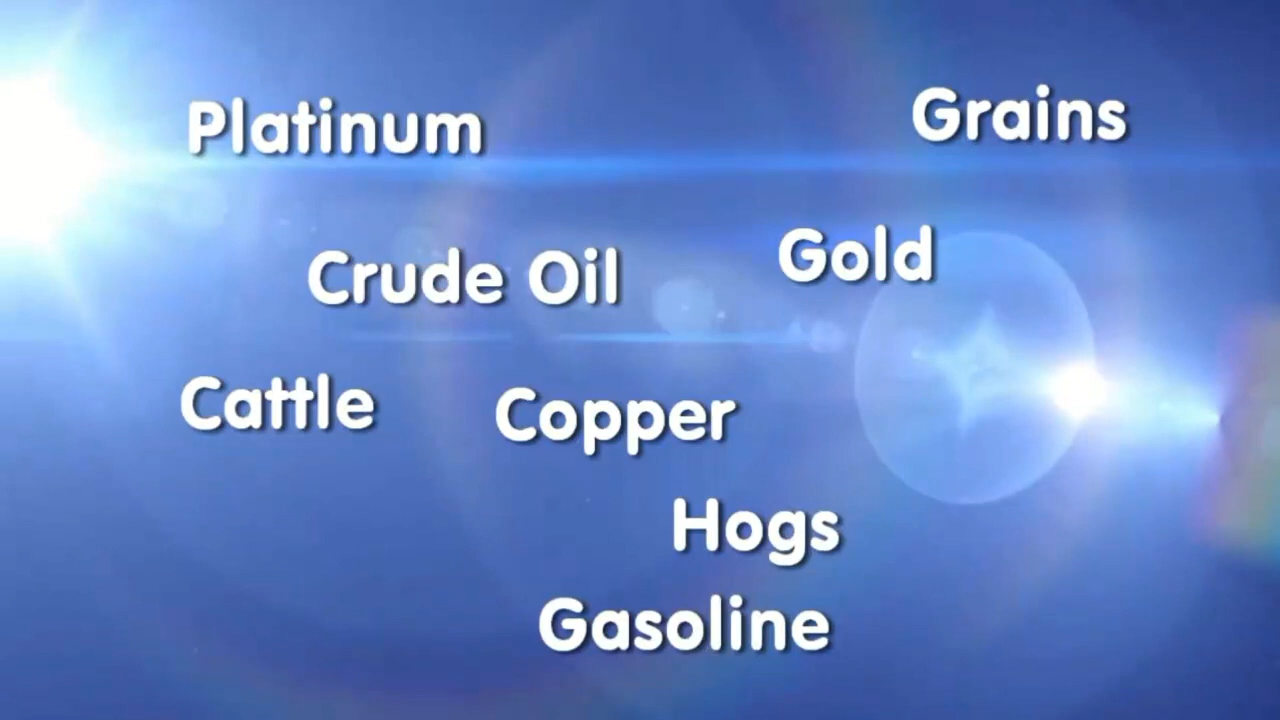 Platinum
Grains
Crude Oil
Gold
Cattle
Copper
Hogs
Gasoline